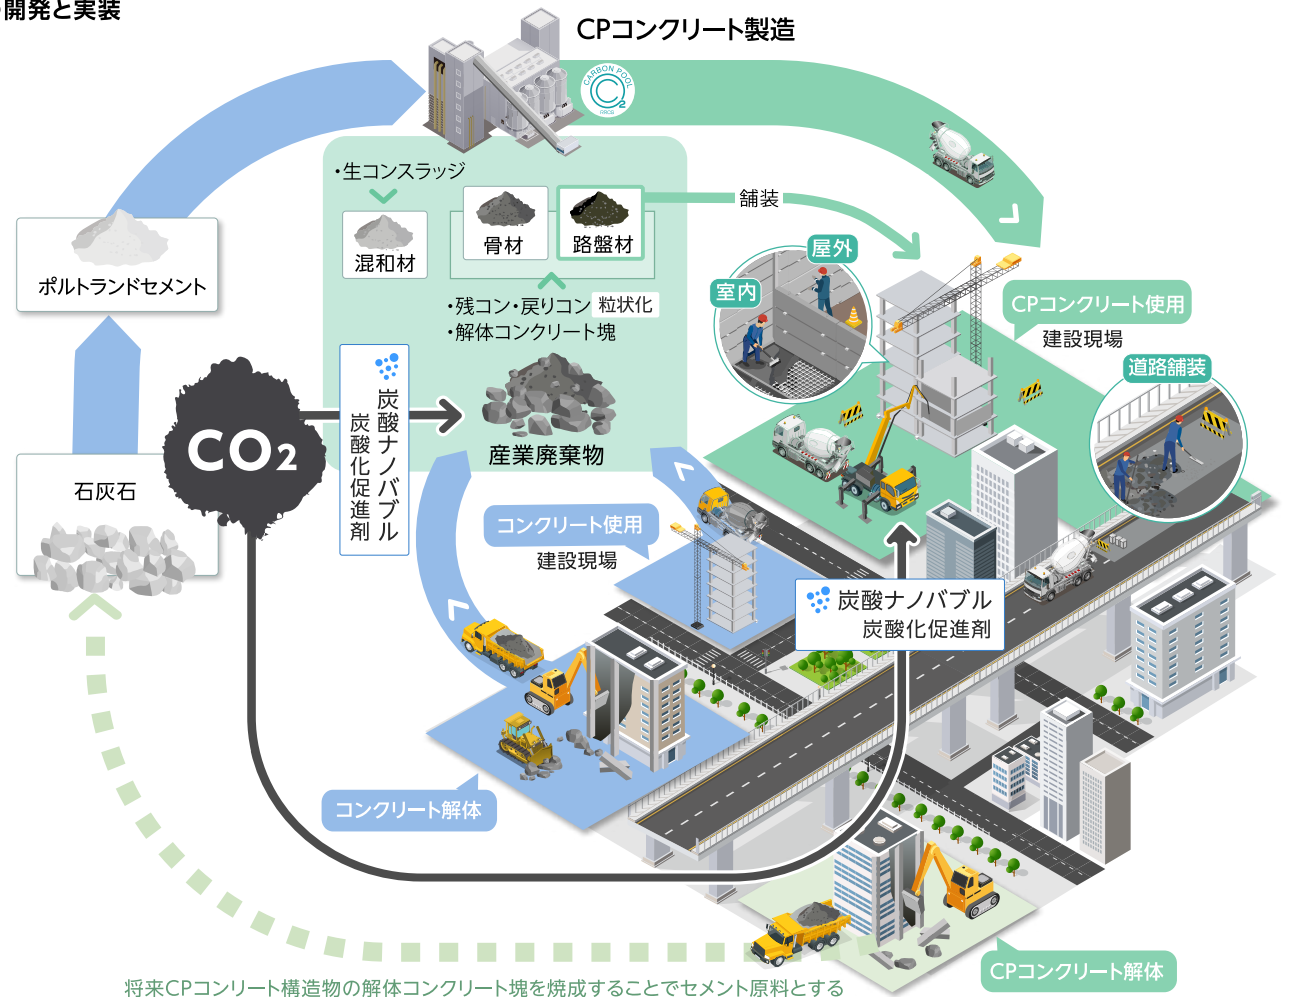 開発と実装
CPコンクリート製造
CARBON POOL
CO2
GBCG
・生コンスラッジ
混和材
骨材
路盤材
舗装
・残コン・戻りコン 粒状化
・解体コンクリート塊
産業廃棄物
ポルトランドセメント
石灰石
CO2
炭酸ナノバブル
炭酸化促進剤
屋外
室内
CPコンクリート使用
建設現場
道路舗装
コンクリート使用
建設現場
炭酸ナノバブル
炭酸化促進剤
コンクリート解体
CPコンクリート解体
将来CPコンリート構造物の解体コンクリート塊を焼成することでセメント原料とする